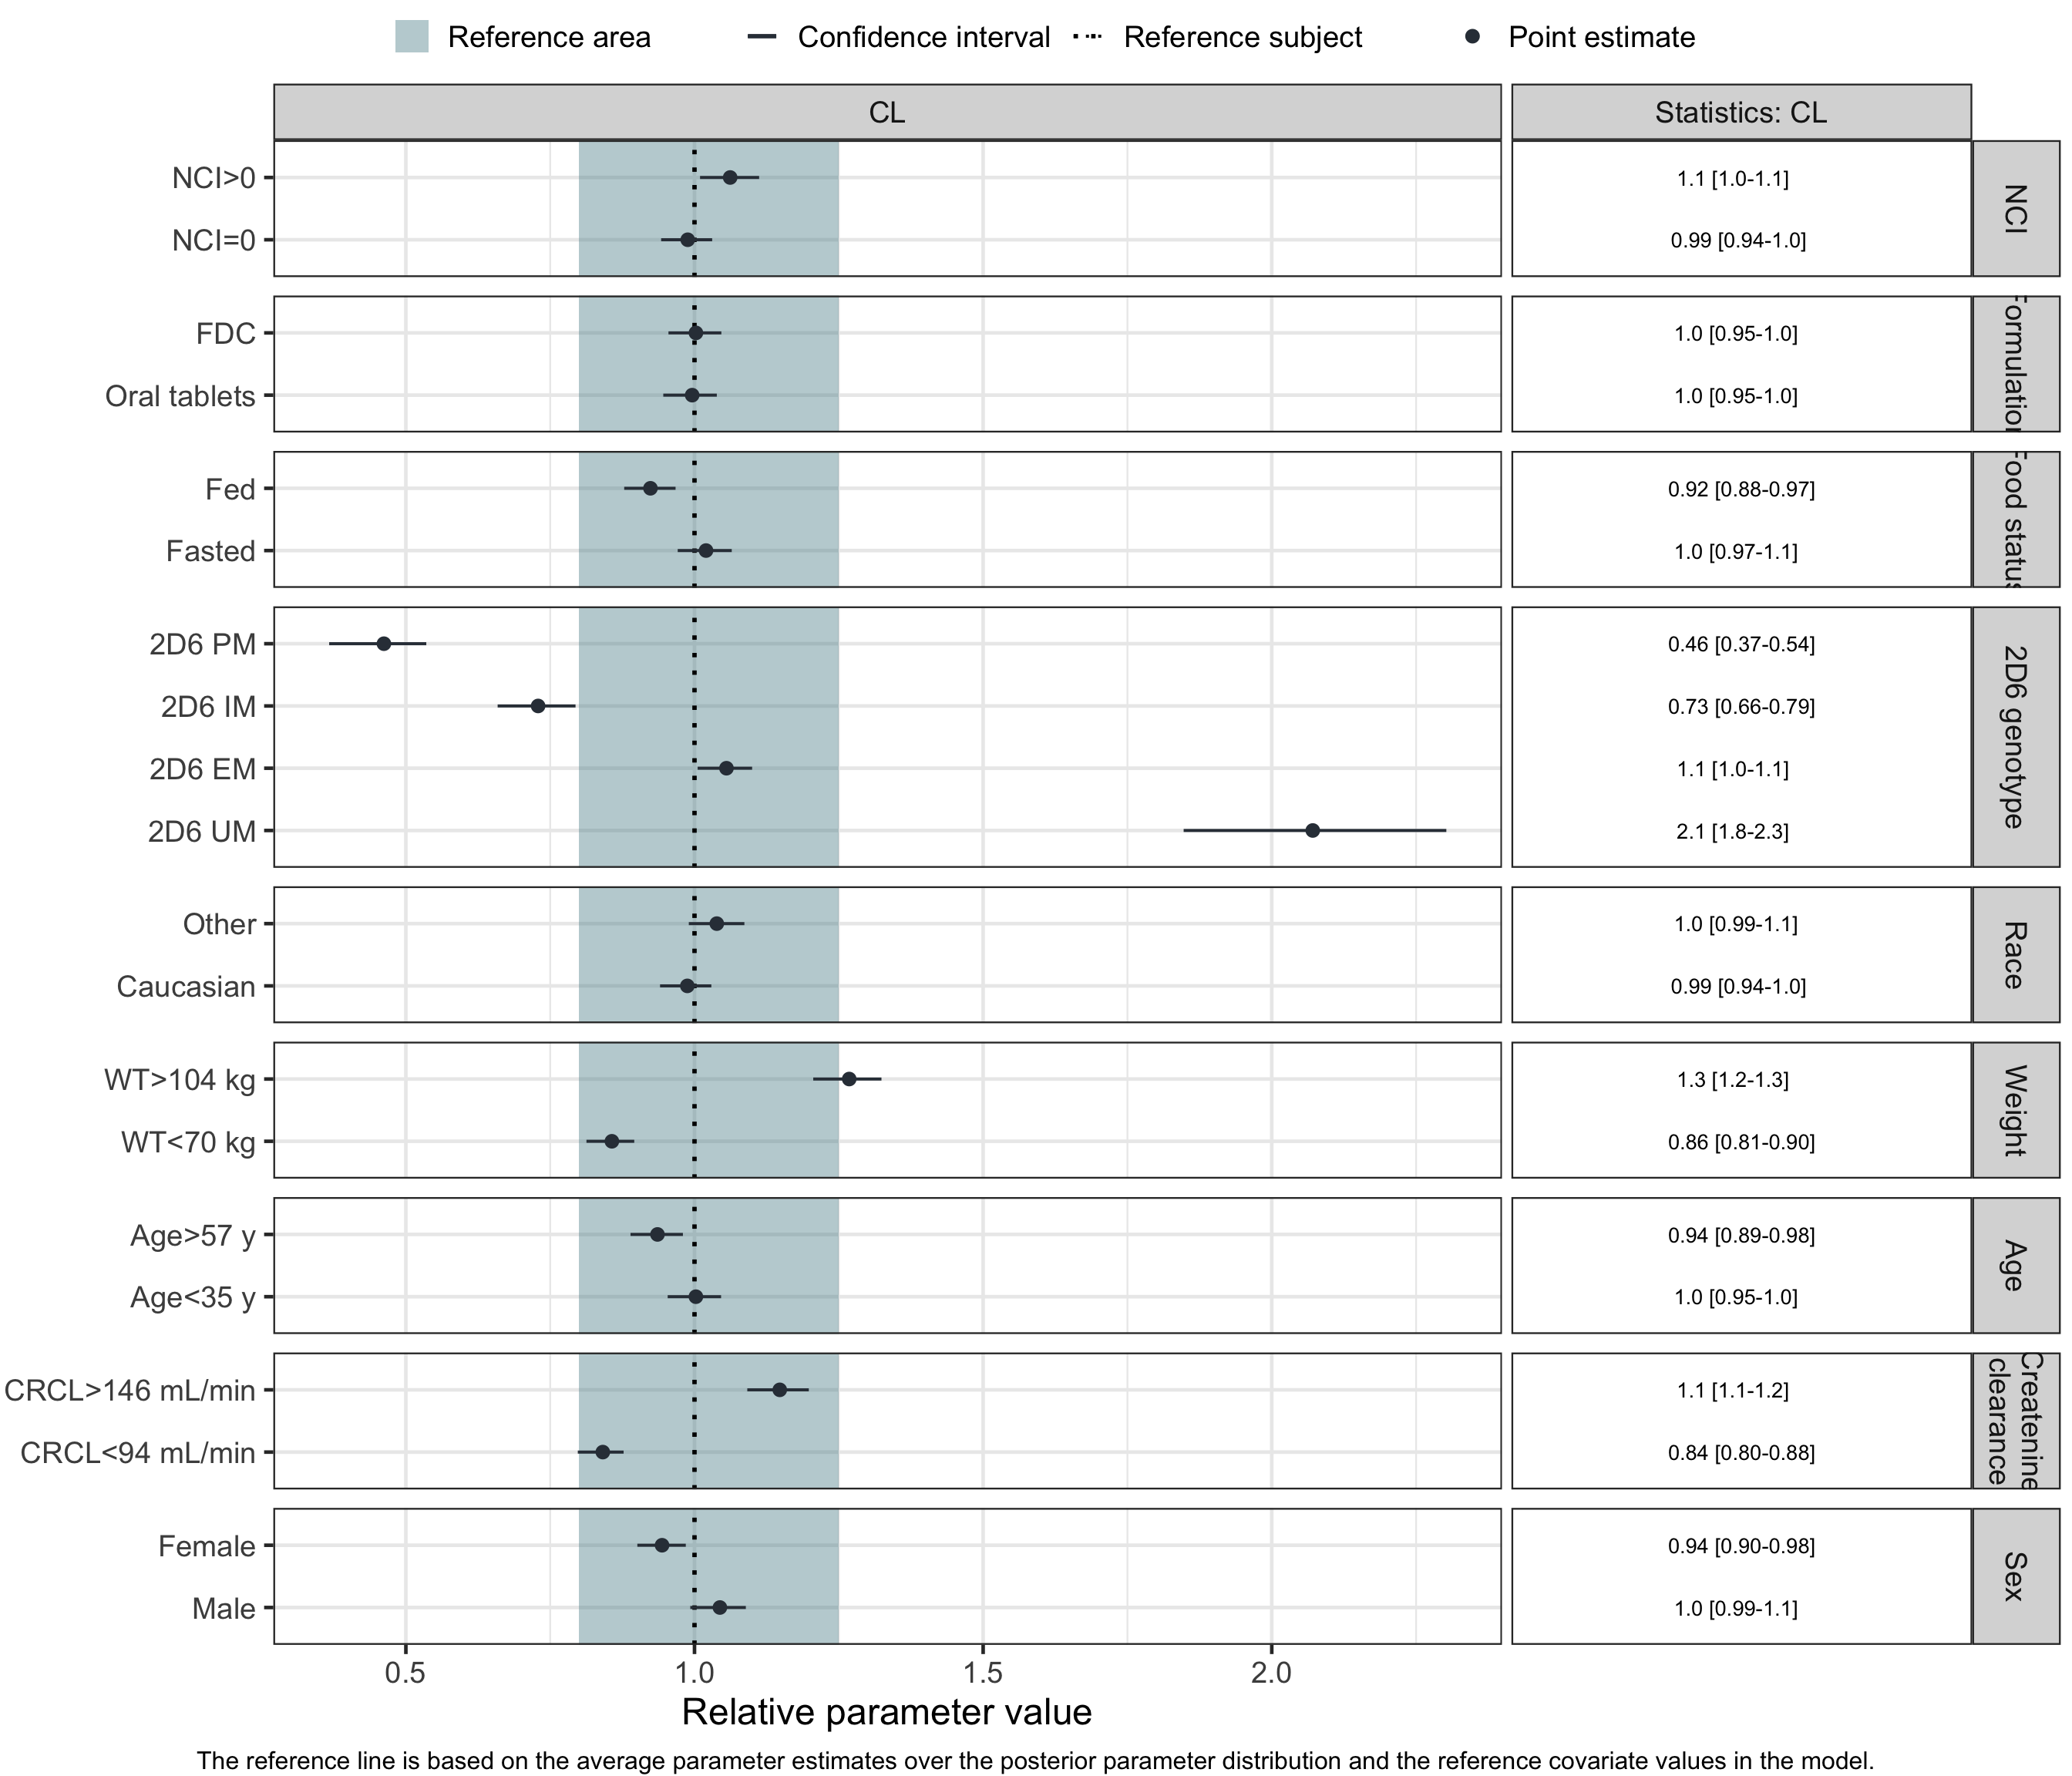 Reference area Confidence interval Reference subject Point estimate
CL Statistics: CL
NCI>0 1.1 [1.0-1.1]
NCI=0 0.99 [0.94-1.0]
NCI
FDC 1.0 [0.95-1.0]
Oral tablets 1.0 [0.95-1.0]
Formulation
Fed 0.92 [0.88-0.97]
Fasted 1.0 [0.97-1.1]
Food status
2D6 PM 0.46 [0.37-0.54]
2D6 IM 0.73 [0.66-0.79]
2D6 EM 1.1 [1.0-1.1]
2D6 UM 2.1 [1.8-2.3]
2D6 genotype
Other 1.0 [0.99-1.1]
Caucasian 0.99 [0.94-1.0]
Race
WT>104 kg 1.3 [1.2-1.3]
WT<70 kg 0.86 [0.81-0.90]
Weight
Age>57 y 0.94 [0.89-0.98]
Age<35 y 1.0 [0.95-1.0]
Age
CRCL>146 mL/min 1.1 [1.1-1.2]
CRCL<94 mL/min 0.84 [0.80-0.88]
Createnine
clearance
Female 0.94 [0.90-0.98]
Male 1.0 [0.99-1.1]
Sex
0.5 1.0 1.5 2.0
Relative parameter value
The reference line is based on the average parameter estimates over the posterior parameter distribution and the reference covariate values in the model.